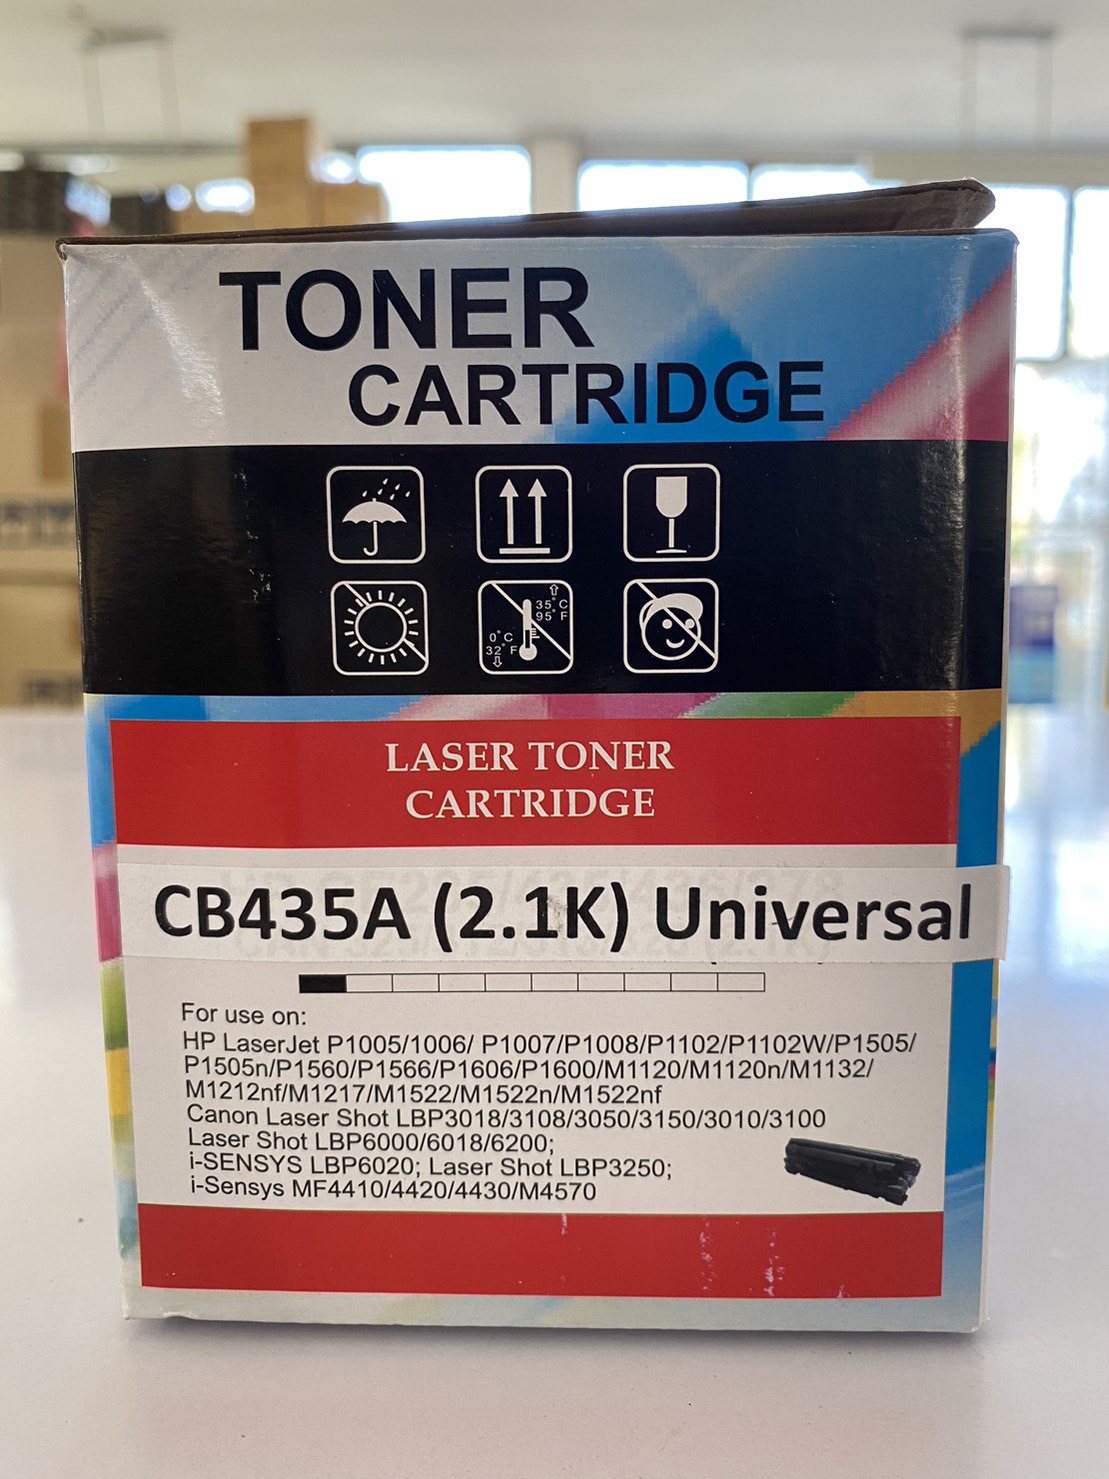 TONER
CARTRIDGE
35°C
95°F
0°C
32°F
LASER TONER
CARTRIDGE
CB435A (2.1K) Universal
For use on:
HP LaserJet P1005/1006/ P1007/P1008/P1102/P1102W/P1505/
P1505n/P1560/P1566/P1606/P1600/M1120/M1120n/M1132/
M1212nf/M1217/M1522/M1522n/M1522nf
Canon Laser Shot LBP3018/3108/3050/3150/3010/3100
Laser Shot LBP6000/6018/6200;
i-SENSYS LBP6020; Laser Shot LBP3250;
i-Sensys MF4410/4420/4430/M4570